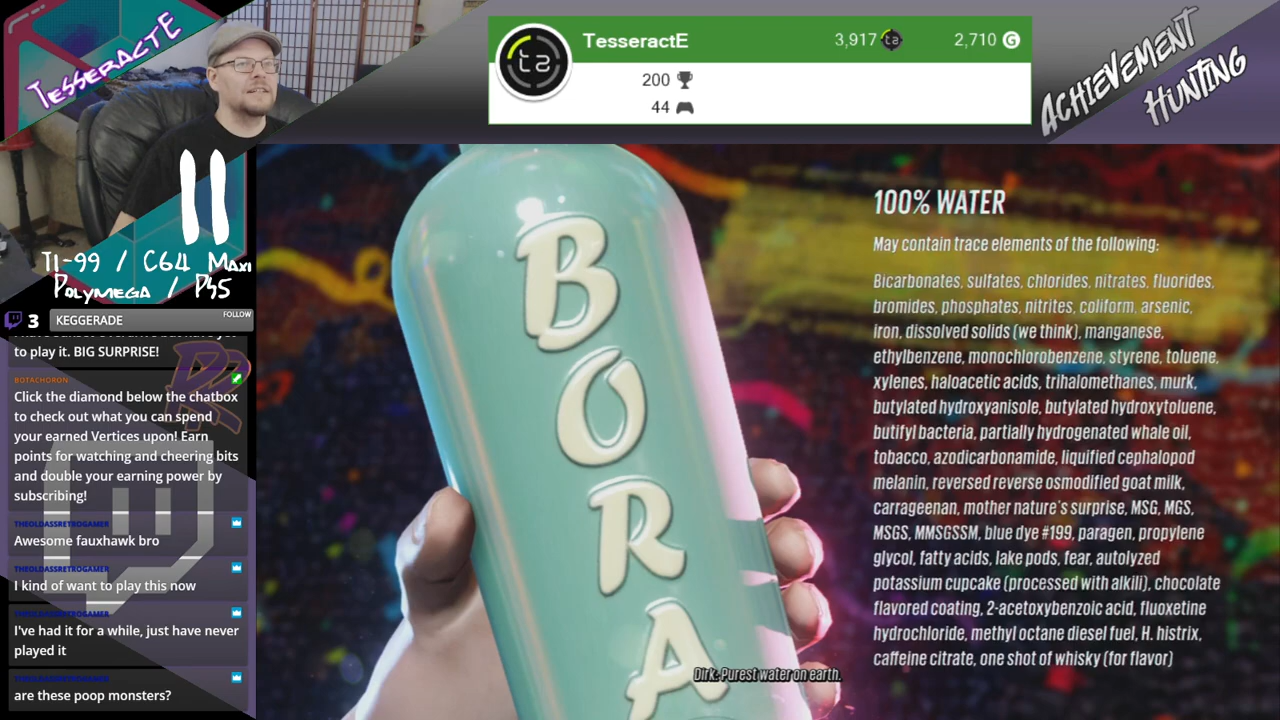 TESSERACTE
TesseractE
3,917
ta
2,710 G
200
44
ACHIEVEMENT
HUNTING
TI-99 / C64 MAXI
POLYMEGA / P45
3 KEGGERADE FOLLOW
to play it. BIG SURPRISE!
BOTACHORON
Click the diamond below the chatbox
to check out what you can spend
your earned Vertices upon! Earn
points for watching and cheering bits
and double your earning power by
subscribing!
THEOLDASSRETROGAMER
Awesome fauxhawk bro
THEOLDASSRETROGAMER
I kind of want to play this now
THEOLDASSRETROGAMER
I've had it for a while, just have never
played it
THEOLDASSRETROGAMER
are these poop monsters?
BORA
100% WATER
May contain trace elements of the following:
Bicarbonates, sulfates, chlorides, nitrates, fluorides,
bromides, phosphates, nitrites, coliform, arsenic,
iron, dissolved solids (we think), manganese,
ethylbenzene, monochlorobenzene, styrene, toluene,
xylenes, haloacetic acids, trihalomethanes, murk,
butylated hydroxyanisole, butylated hydroxytoluene,
butifyl bacteria, partially hydrogenated whale oil,
tobacco, azodicarbonamide, liquified cephalopod
melanin, reversed reverse osmodified goat milk,
carrageenan, mother nature's surprise, MSG, MGS,
MSGS, MMSGSSM, blue dye #199, paragen, propylene
glycol, fatty acids, lake pods, fear, autolyzed
potassium cupcake (processed with alkili), chocolate
flavored coating, 2-acetoxybenzoic acid, fluoxetine
hydrochloride, methyl octane diesel fuel, H. histrix,
caffeine citrate, one shot of whisky (for flavor)
Dirk: Purest water on earth.